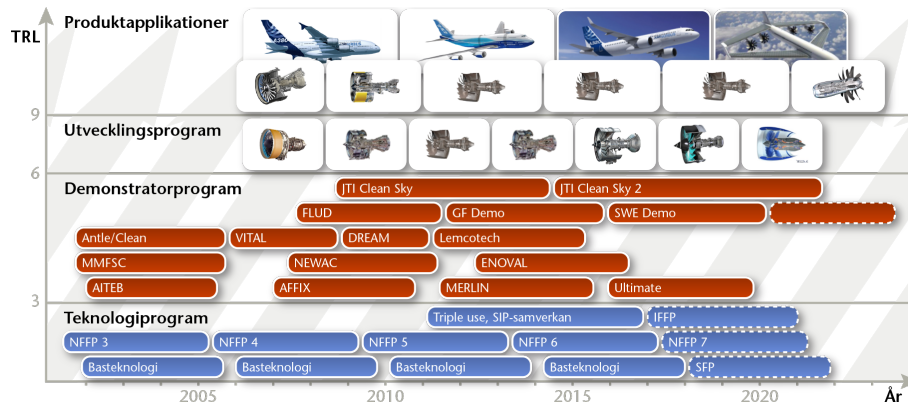 Produktapplikationer
TRL
A380
9
Utvecklingsprogram
6
Demonstratorprogram
JTI Clean Sky
JTI Clean Sky 2
FLUD
GF Demo
SWE Demo
Antle/Clean
VITAL
DREAM
Lemcotech
MMFSC
NEWAC
ENOVAL
AITEB
AFFIX
MERLIN
Ultimate
3
Teknologiprogram
Triple use, SIP-samverkan
IFFP
NFFP 3
NFFP 4
NFFP 5
NFFP 6
NFFP 7
Basteknologi
Basteknologi
Basteknologi
Basteknologi
SFP
2005
2010
2015
2020
År